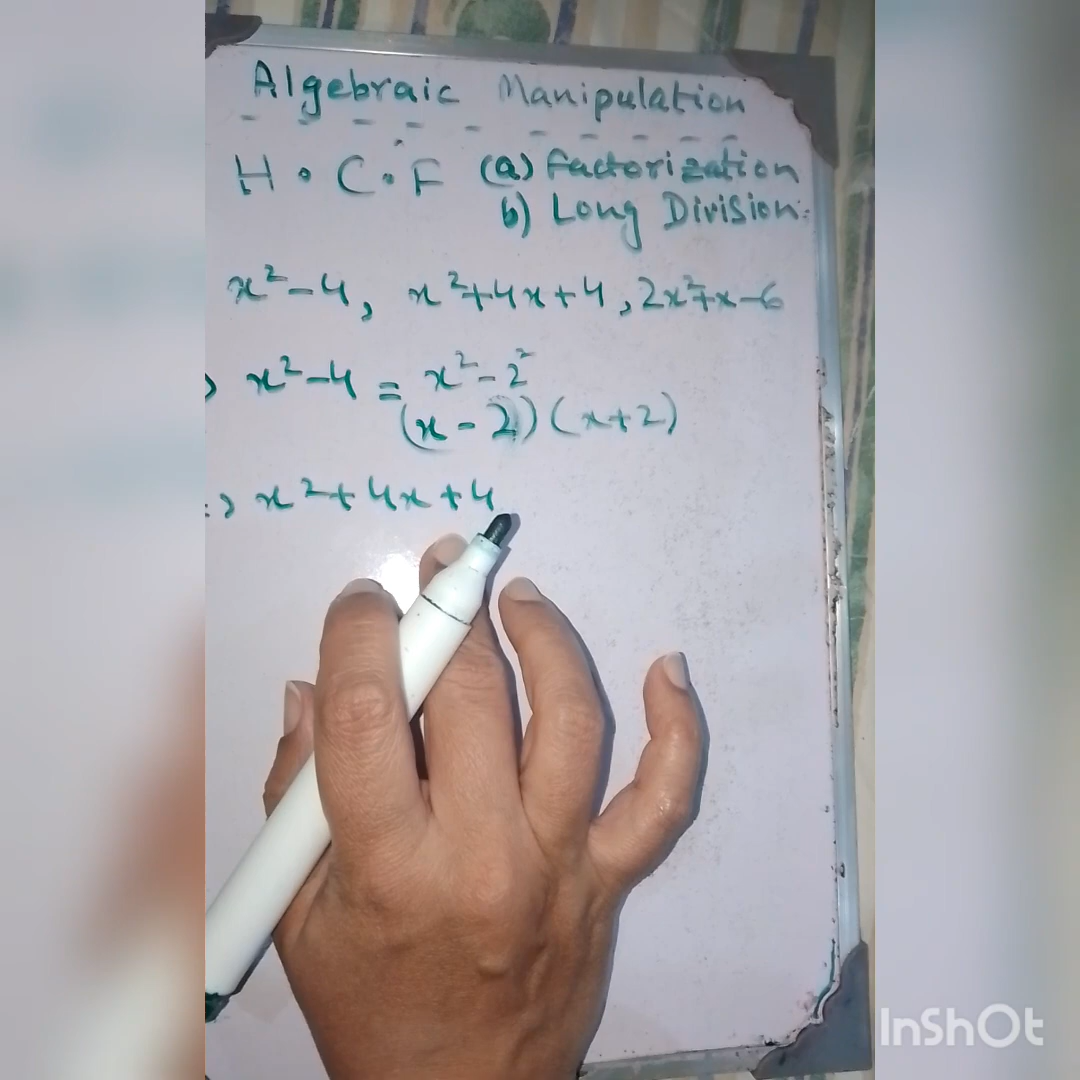 Algebraic Manipulation
H.C.F (a) Factorization
b) Long Division:
x²-4, x²+4x+4, 2x²+x-6
) x²-4 = x²-2²
(x-2)(x+2)
:) x²+4x+4
InShOt